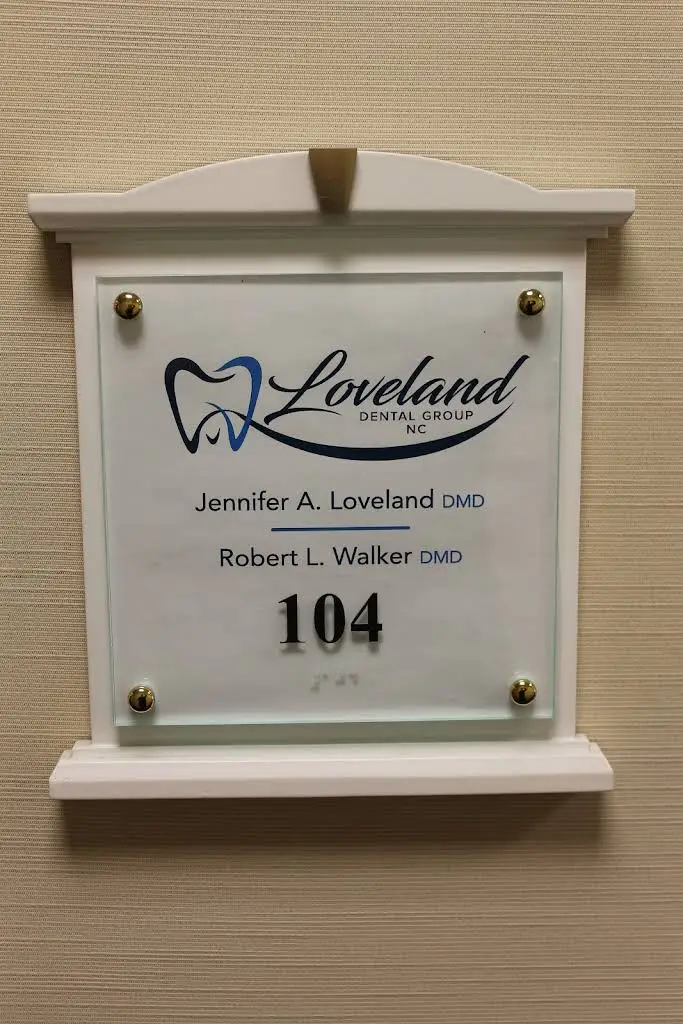 Loveland
DENTAL GROUP
NC
Jennifer A. Loveland DMD
Robert L. Walker DMD
104